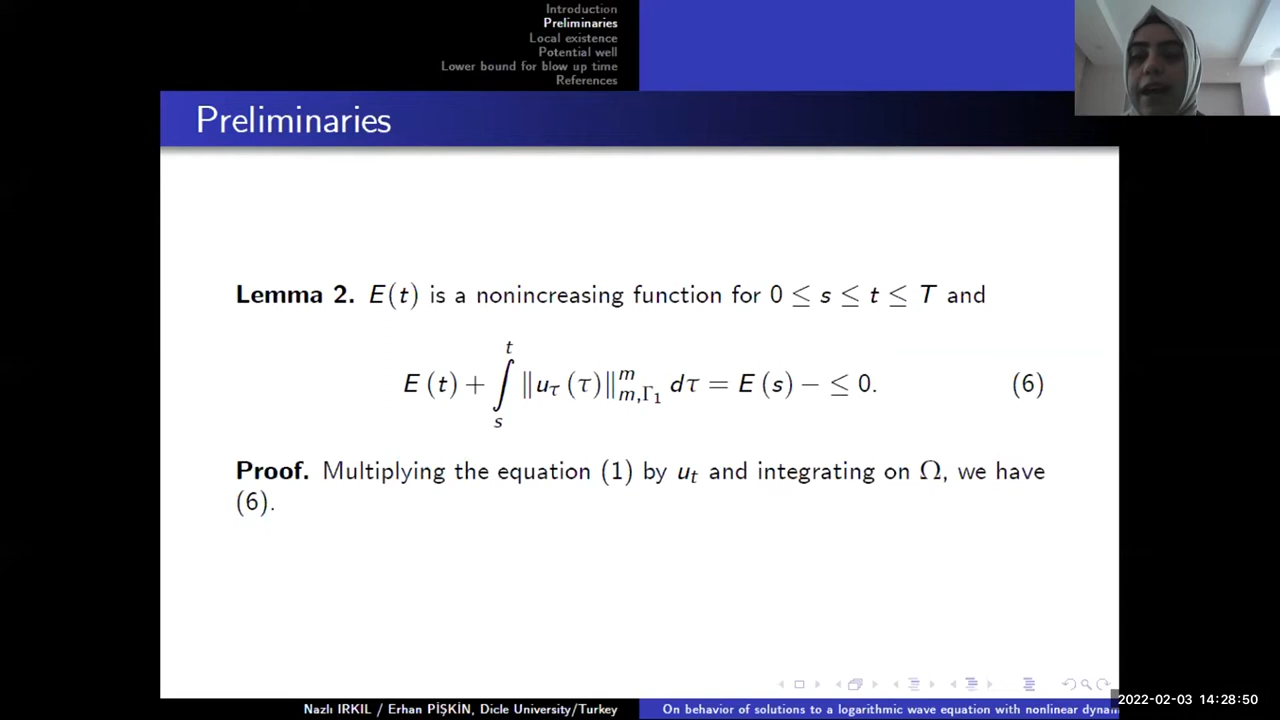 Introduction
Preliminaries
Local existence
Potential well
Lower bound for blow up time
References
Preliminaries
Lemma 2. E(t) is a nonincreasing function for 0 ≤ s ≤ t ≤ T and
E (t) + ∫_s^t ‖u_τ (τ)‖^m_{m,Γ_1} dτ = E (s) − ≤ 0. (6)
Proof. Multiplying the equation (1) by u_t and integrating on Ω, we have
(6).
Nazlı IRKIL / Erhan PİŞKİN, Dicle University/Turkey
On behavior of solutions to a logarithmic wave equation with nonlinear dynam
2022-02-03 14:28:50